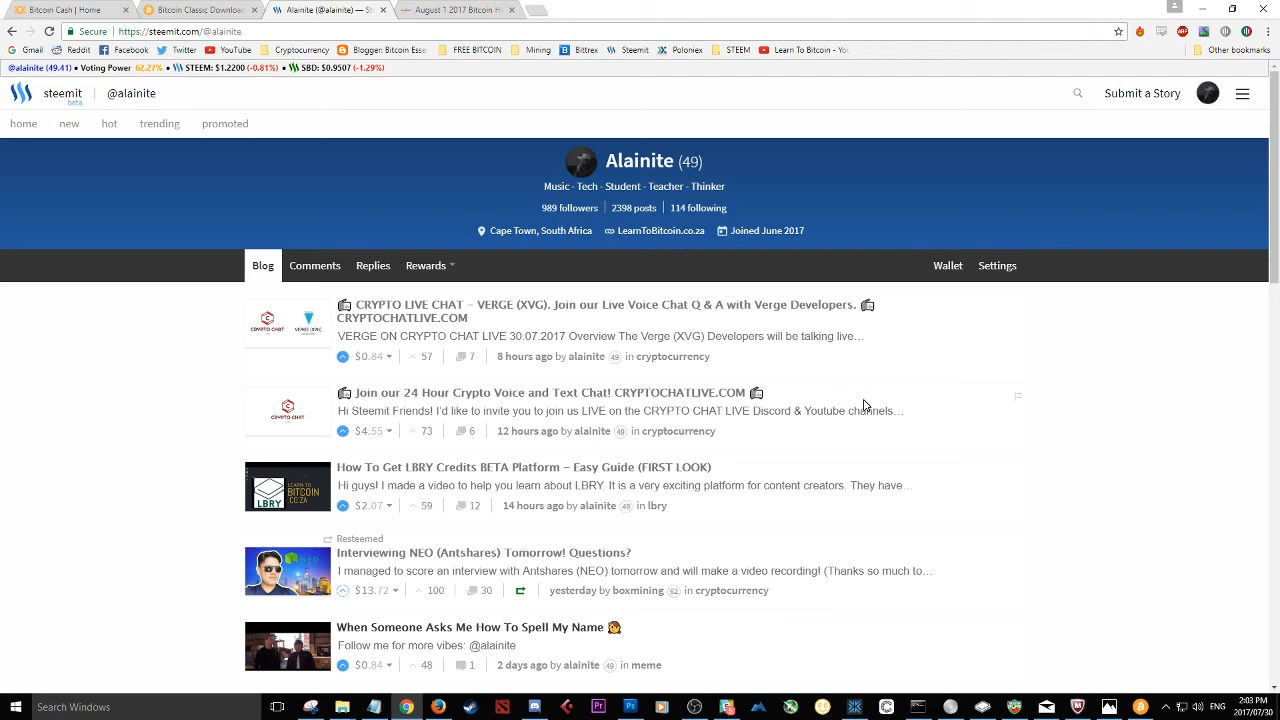 Bitcoin Cash | Home
Bitcoin Classic Download
Alainite (@alainite) — St
August 1 2017 Bitcoin H
Secure | https://steemit.com/@alainite
Gmail Reddit Facebook Twitter YouTube Cryptocurrency Blogger: Bitcoin Esse FREE BITCOIN Mining Bittrex Steemit Poloniex STEEM Learn To Bitcoin - You Other bookmarks
@alainite (49.41) • Voting Power 62.27% • STEEM: $1.2200 (-0.81%) • SBD: $0.9507 (-1.29%)
steemit beta @alainite Submit a Story
home new hot trending promoted
Alainite (49)
Music - Tech - Student - Teacher - Thinker
989 followers 2398 posts 114 following
Cape Town, South Africa LearnToBitcoin.co.za Joined June 2017
Blog Comments Replies Rewards Wallet Settings
CRYPTO LIVE CHAT – VERGE (XVG). Join our Live Voice Chat Q & A with Verge Developers.
CRYPTOCHATLIVE.COM
CRYPTO CHAT VERGE (XVG)
VERGE ON CRYPTO CHAT LIVE 30.07.2017 Overview The Verge (XVG) Developers will be talking live…
$0.84 57 7 8 hours ago by alainite 49 in cryptocurrency
Join our 24 Hour Crypto Voice and Text Chat! CRYPTOCHATLIVE.COM
CRYPTO CHAT
Hi Steemit Friends! I'd like to invite you to join us LIVE on the CRYPTO CHAT LIVE Discord & Youtube channels…
$4.55 73 6 12 hours ago by alainite 49 in cryptocurrency
How To Get LBRY Credits BETA Platform – Easy Guide (FIRST LOOK)
LBRY
LEARN TO
BITCOIN
.CO.ZA
Hi guys! I made a video to help you learn about LBRY. It is a very exciting platform for content creators. They have…
$2.07 59 12 14 hours ago by alainite 49 in lbry
Resteemed
Interviewing NEO (Antshares) Tomorrow! Questions?
I managed to score an interview with Antshares (NEO) tomorrow and will make a video recording! (Thanks so much to…
$13.72 100 30 yesterday by boxmining 62 in cryptocurrency
When Someone Asks Me How To Spell My Name
Follow me for more vibes: @alainite
$0.84 48 1 2 days ago by alainite 49 in meme
Search Windows
ENG
2:03 PM
2017/07/30